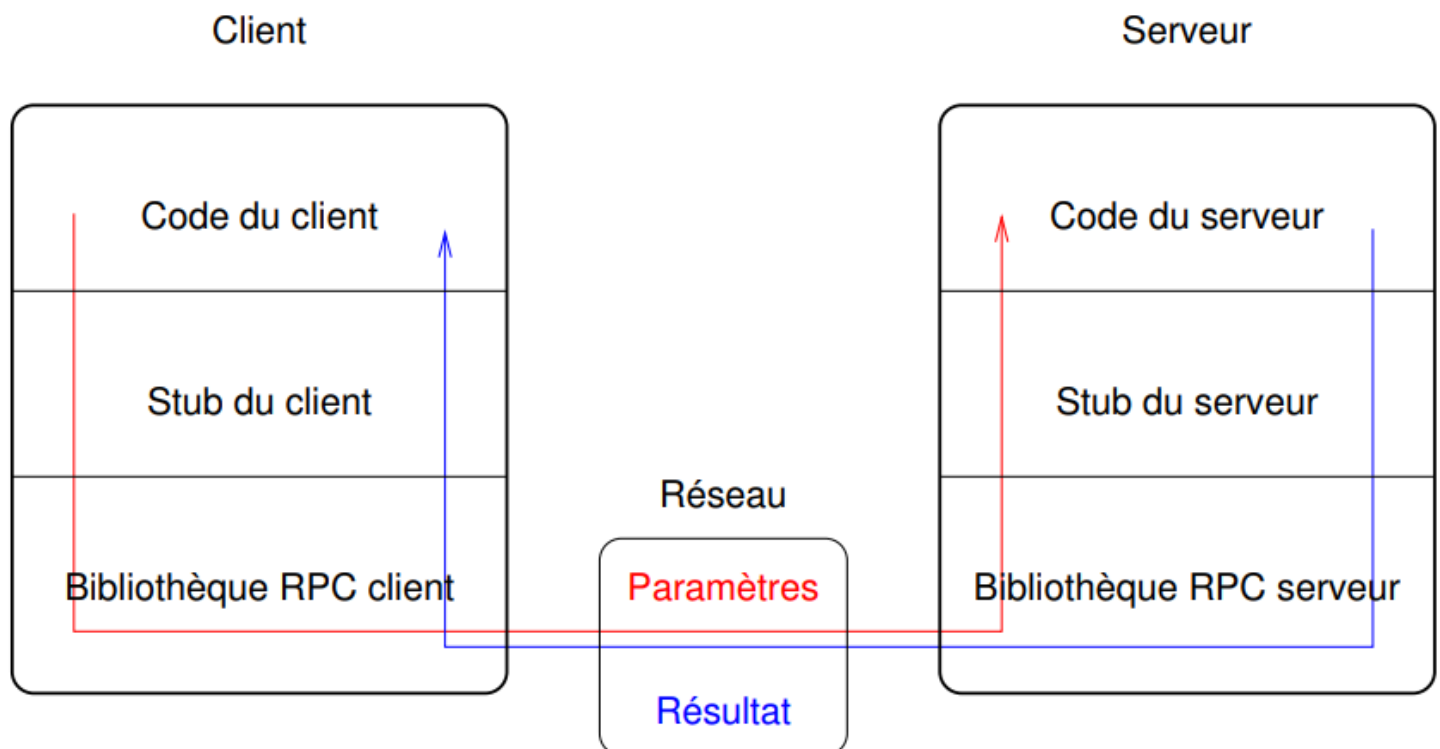 Client
Serveur
Code du client
Code du serveur
Stub du client
Stub du serveur
Réseau
Bibliothèque RPC client
Paramètres
Bibliothèque RPC serveur
Résultat